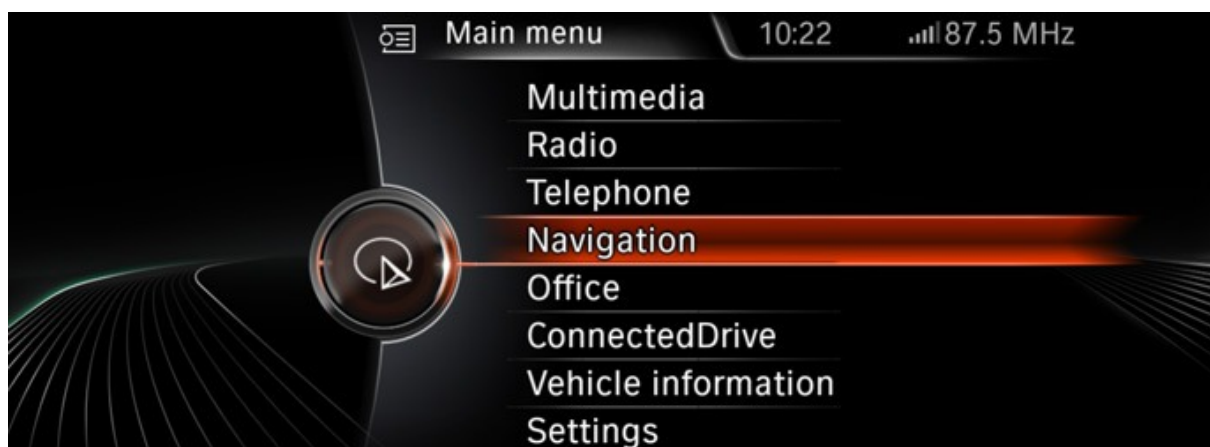 Main menu 10:22 87.5 MHz
Multimedia
Radio
Telephone
Navigation
Office
ConnectedDrive
Vehicle information
Settings